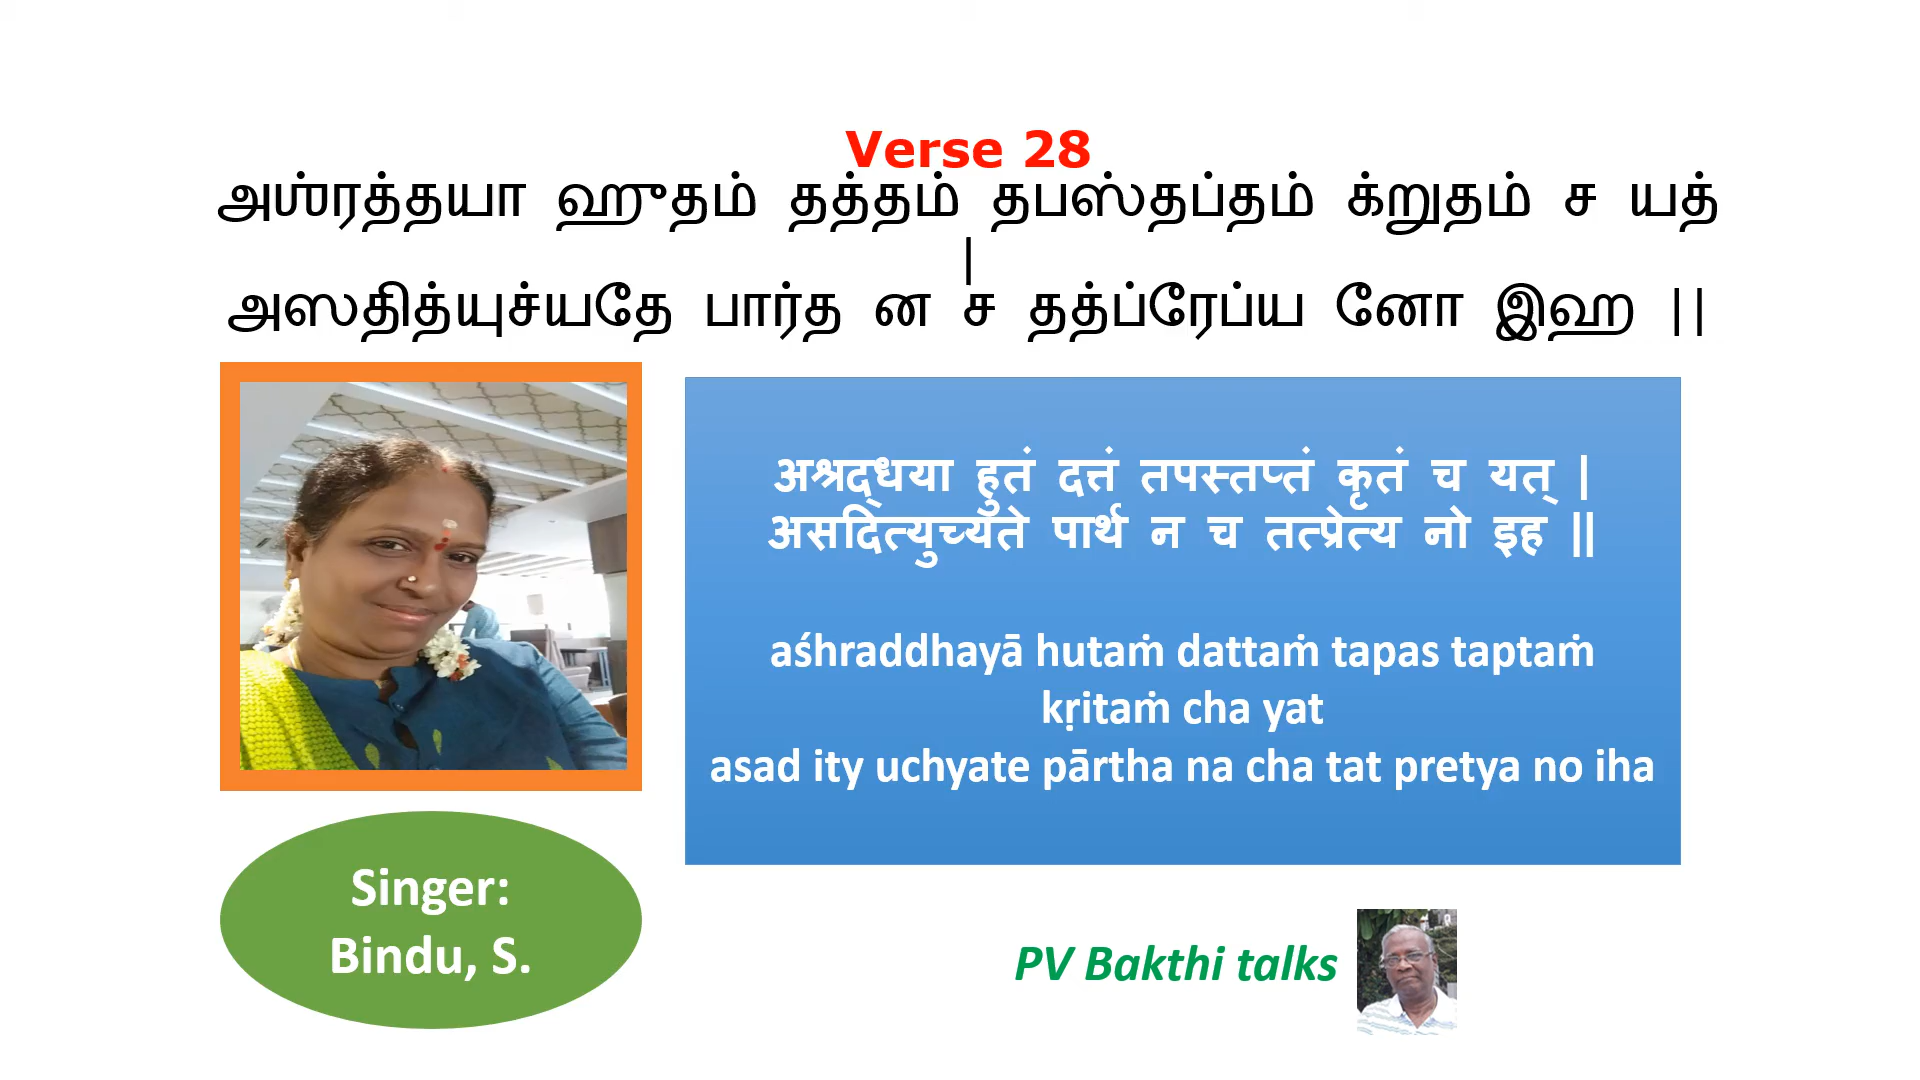 Verse 28
அஶ்ரத்தயா ஹுதம் தத்தம் தபஸ்தப்தம் க்றுதம் ச யத்
|
அஸதித்யுச்யதே பார்த ன ச தத்ப்ரேப்ய னோ இஹ ||
अश्रद्धया हुतं दत्तं तपस्तप्तं कृतं च यत् |
असदित्युच्यते पार्थ न च तत्प्रेत्य नो इह ||
aśhraddhayā hutaṁ dattaṁ tapas taptaṁ
kṛitaṁ cha yat
asad ity uchyate pārtha na cha tat pretya no iha
Singer:
Bindu, S.
PV Bakthi talks